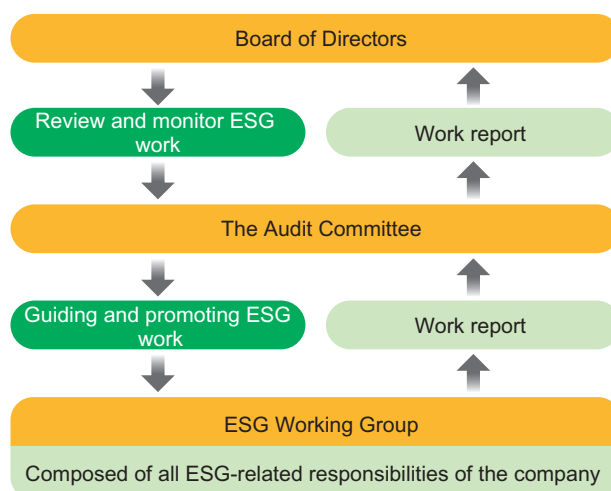 Board of Directors
Review and monitor ESG
work
Work report
The Audit Committee
Guiding and promoting ESG
work
Work report
ESG Working Group
Composed of all ESG-related responsibilities of the company